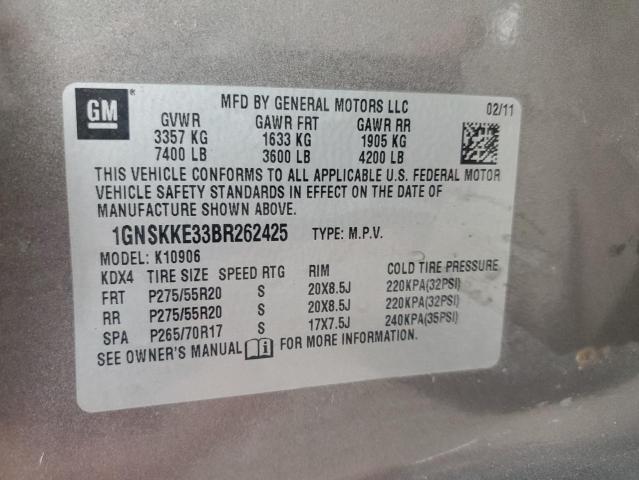 GM ®
MFD BY GENERAL MOTORS LLC 02/11
GVWR GAWR FRT GAWR RR
3357 KG 1633 KG 1905 KG
7400 LB 3600 LB 4200 LB
THIS VEHICLE CONFORMS TO ALL APPLICABLE U.S. FEDERAL MOTOR
VEHICLE SAFETY STANDARDS IN EFFECT ON THE DATE OF
MANUFACTURE SHOWN ABOVE.
1GNSKKE33BR262425 TYPE: M.P.V.
MODEL: K10906
KDX4 TIRE SIZE SPEED RTG RIM COLD TIRE PRESSURE
FRT P275/55R20 S 20X8.5J 220KPA(32PSI)
RR P275/55R20 S 20X8.5J 220KPA(32PSI)
SPA P265/70R17 S 17X7.5J 240KPA(35PSI)
SEE OWNER'S MANUAL FOR MORE INFORMATION.